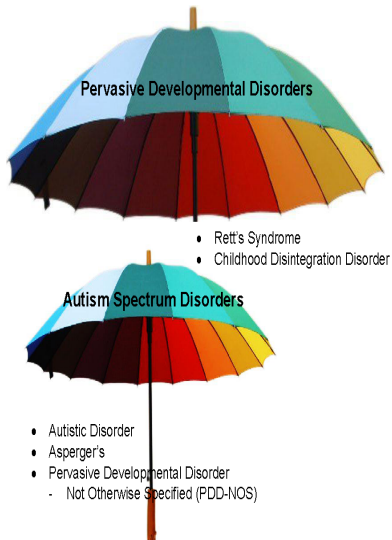 Pervasive Developmental Disorders
• Rett's Syndrome
• Childhood Disintegration Disorder
Autism Spectrum Disorders
• Autistic Disorder
• Asperger's
• Pervasive Developmental Disorder
- Not Otherwise Specified (PDD-NOS)